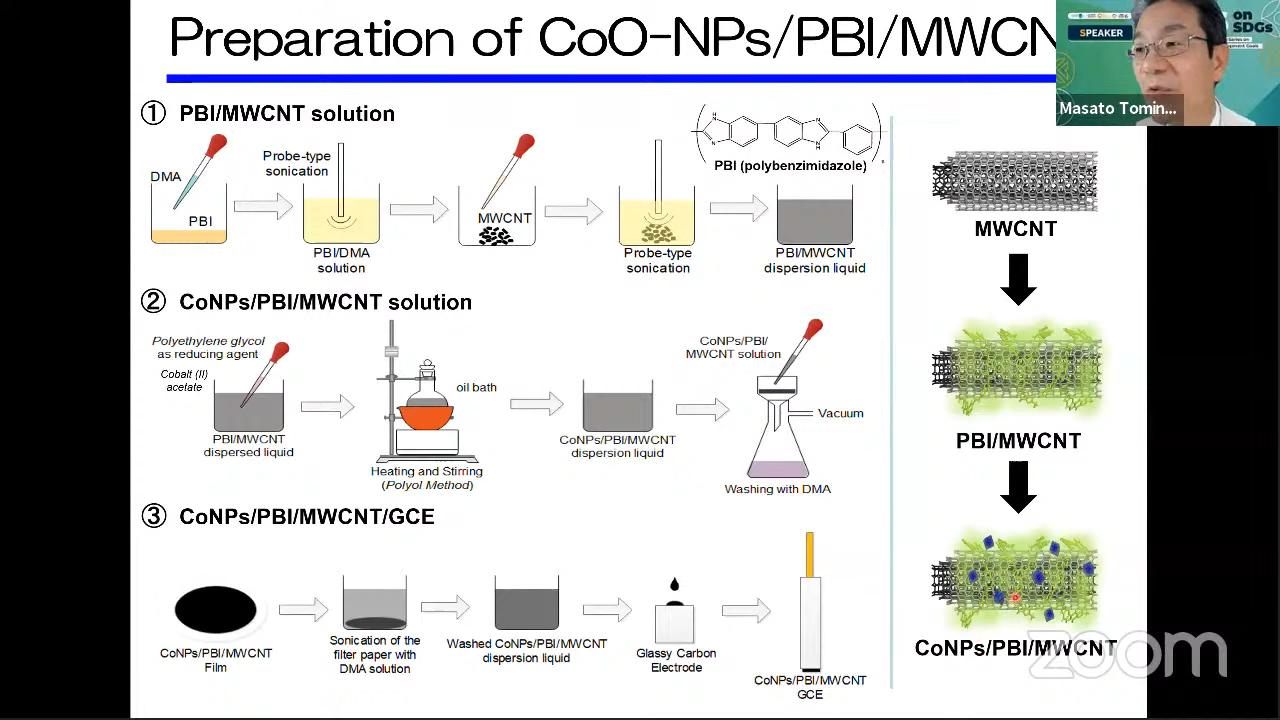 Preparation of CoO-NPs/PBI/MWCN
on
SDGs
SPEAKER
Masato Tomin...
① PBI/MWCNT solution
DMA
PBI
Probe-type
sonication
PBI/DMA
solution
MWCNT
Probe-type
sonication
PBI/MWCNT
dispersion liquid
H
N
N
N
N
H
n
PBI (polybenzimidazole)
② CoNPs/PBI/MWCNT solution
Polyethylene glycol
as reducing agent
Cobalt (II)
acetate
PBI/MWCNT
dispersed liquid
oil bath
Heating and Stirring
(Polyol Method)
CoNPs/PBI/MWCNT
dispersion liquid
CoNPs/PBI/
MWCNT solution
Vacuum
Washing with DMA
③ CoNPs/PBI/MWCNT/GCE
CoNPs/PBI/MWCNT
Film
Sonication of the
filter paper with
DMA solution
Washed CoNPs/PBI/MWCNT
dispersion liquid
Glassy Carbon
Electrode
CoNPs/PBI/MWCNT
GCE
MWCNT
PBI/MWCNT
CoNPs/PBI/MWCNT
zoom